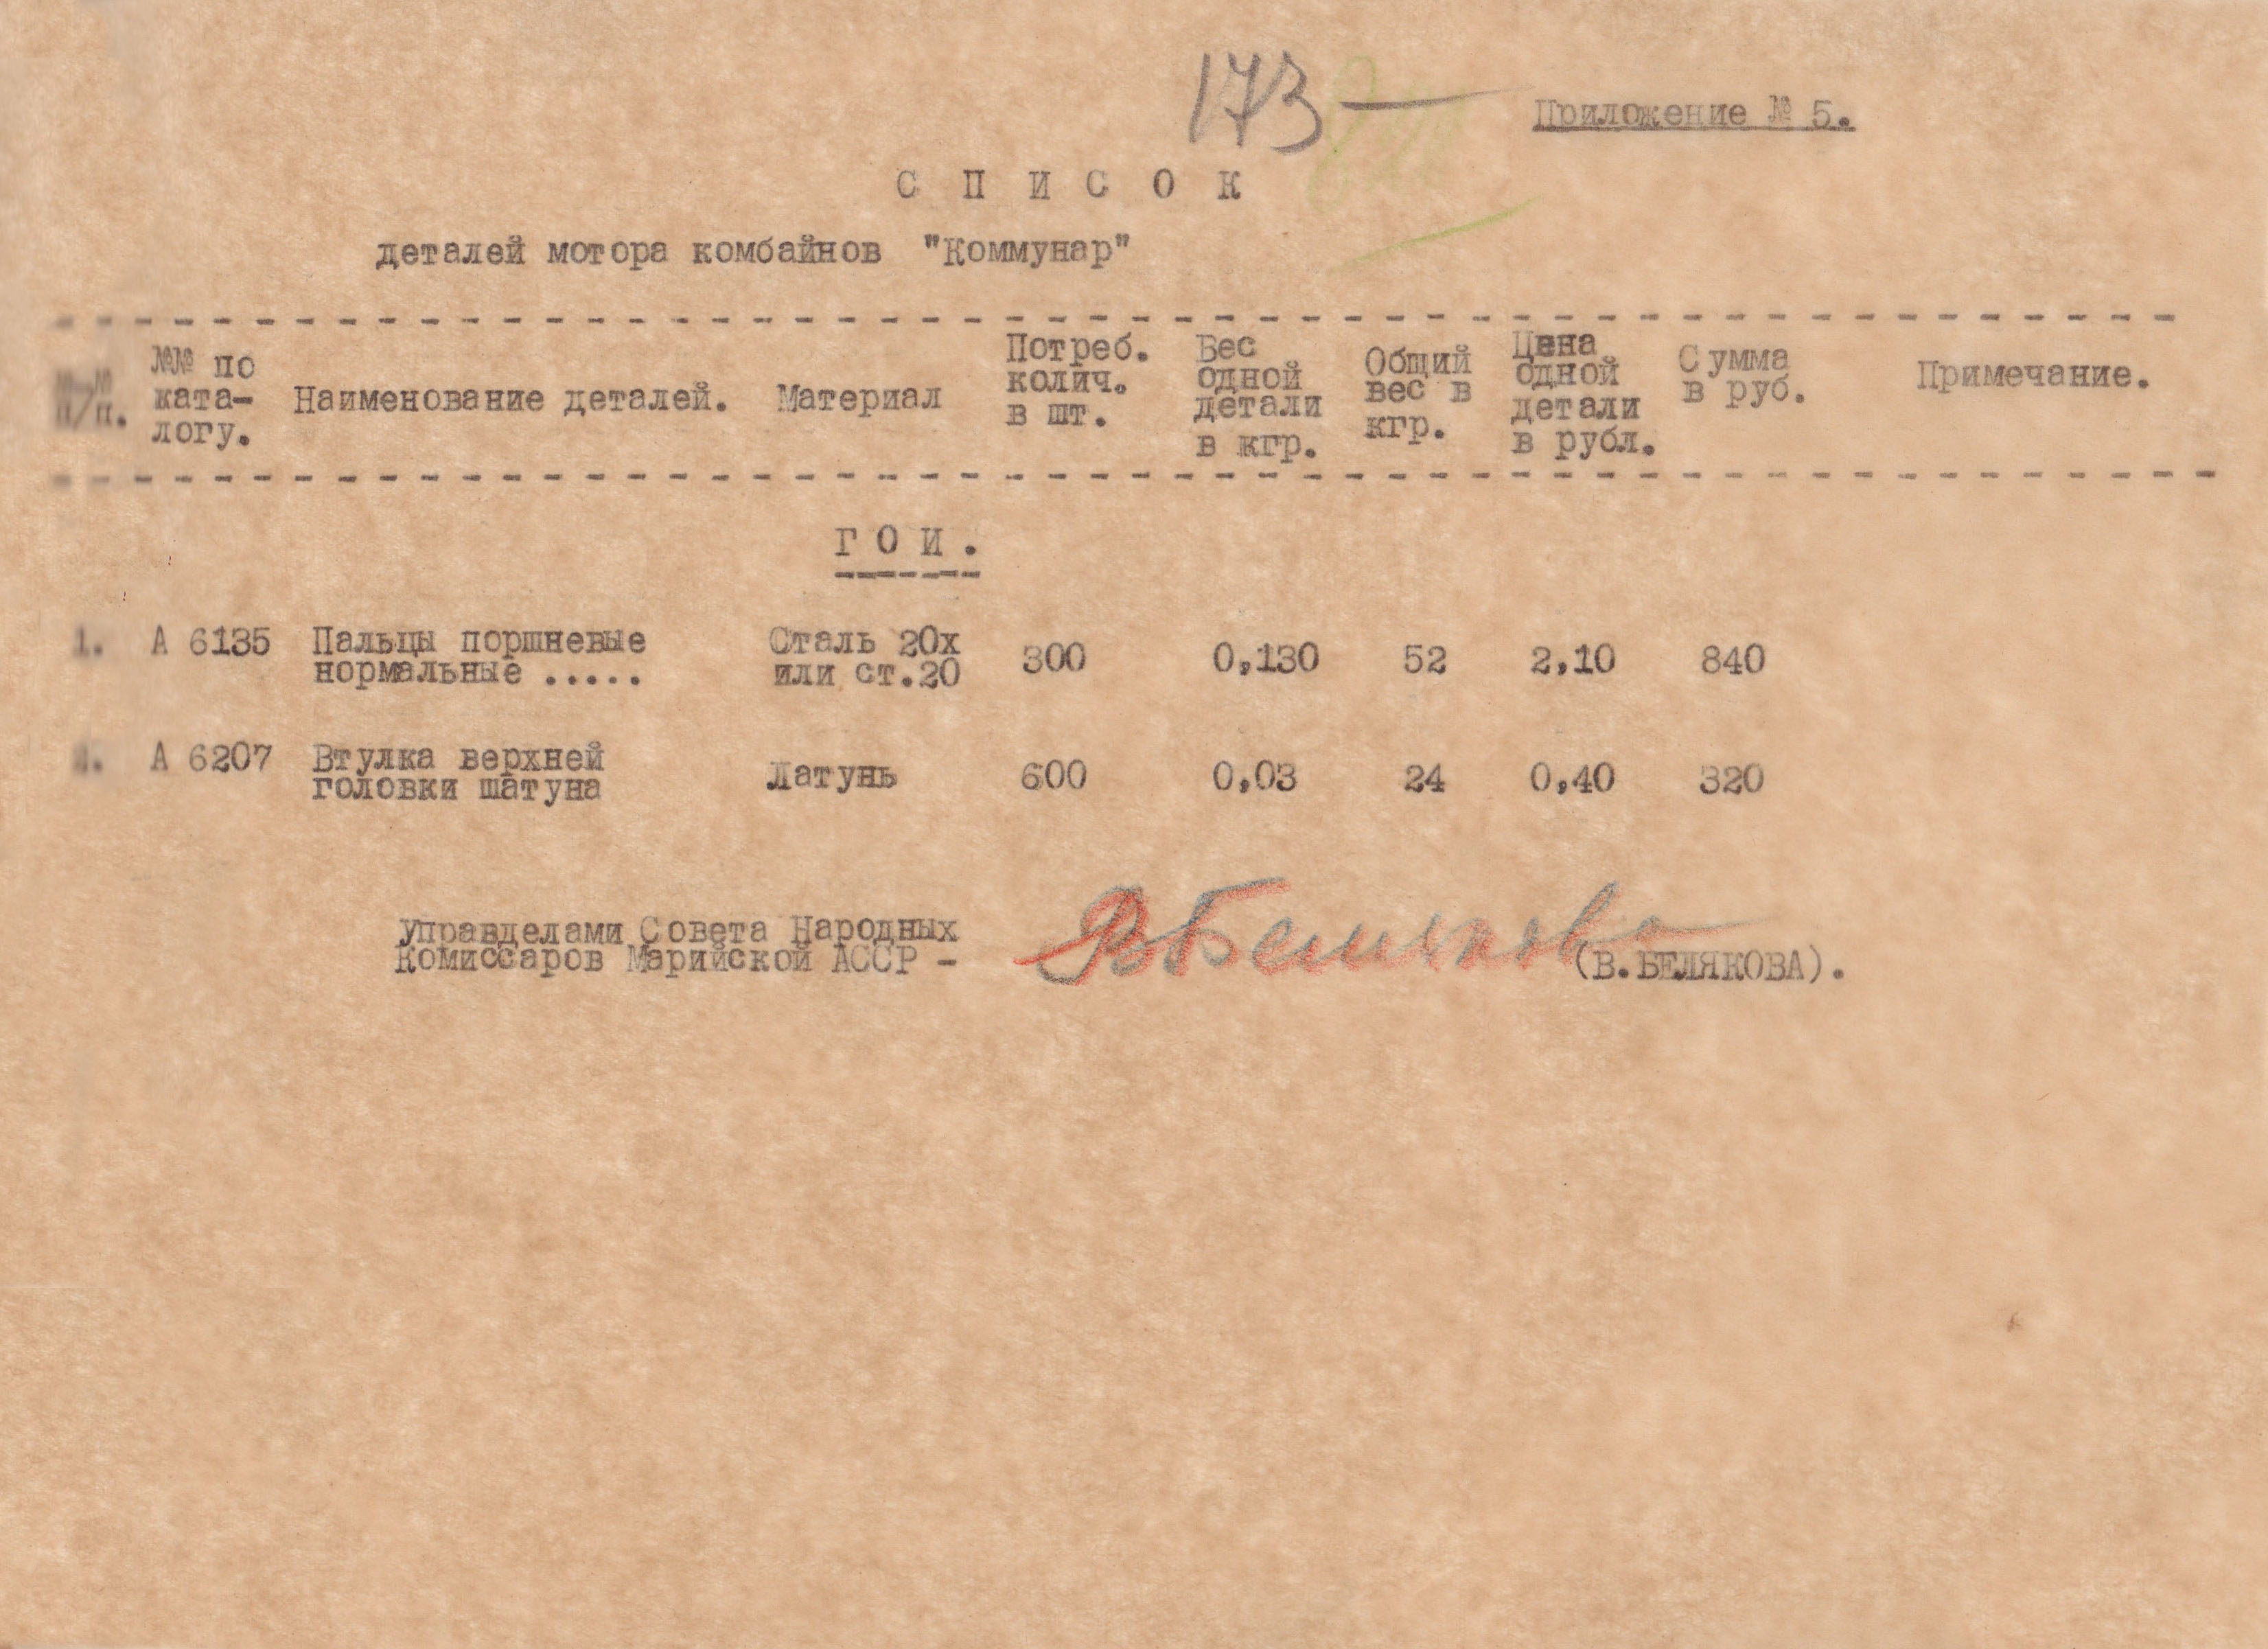 173
Приложение № 5.
С П И С О К
деталей мотора комбайнов "Коммунар"
№№ п/п. №№ по ката- логу. Наименование деталей. Материал Потреб. колич. в шт. Вес одной детали в кгр. Общий вес в кгр. Цена одной детали в рубл. Сумма в руб. Примечание.
Г О И .
1. А 6135 Пальцы поршневые Сталь 20х
нормальные ..... или ст.20 300 0,130 52 2,10 840
2. А 6207 Втулка верхней
головки шатуна Латунь 600 0,03 24 0,40 320
Управделами Совета Народных
Комиссаров Марийской АССР - ВБелякова (В.БЕЛЯКОВА).